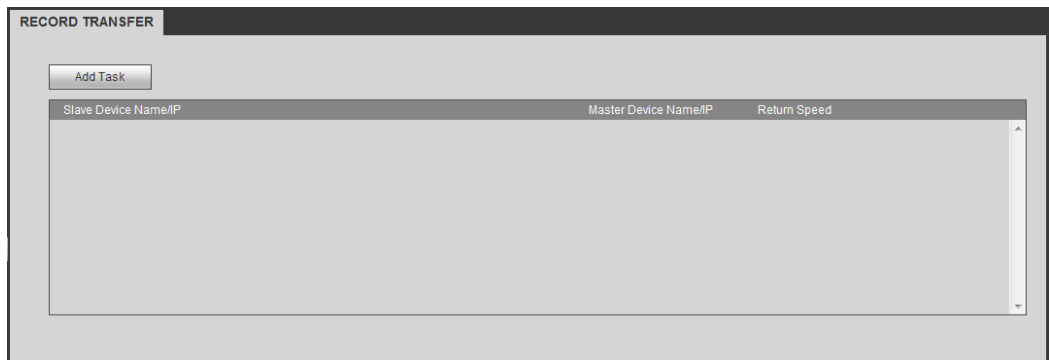 RECORD TRANSFER
Add Task
Slave Device Name/IP Master Device Name/IP Return Speed